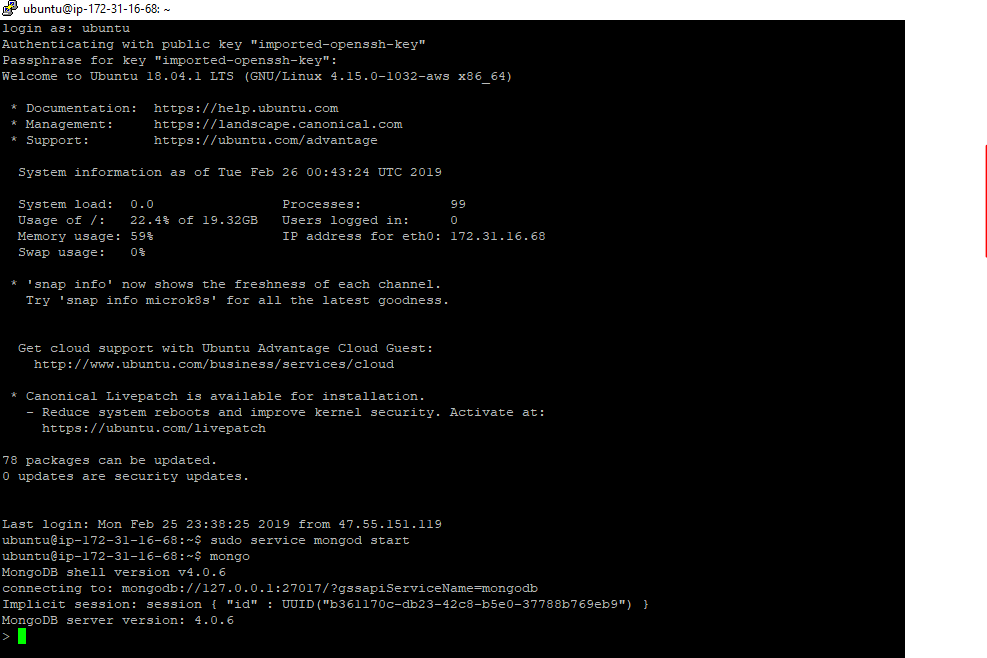 ubuntu@ip-172-31-16-68: ~
login as: ubuntu
Authenticating with public key "imported-openssh-key"
Passphrase for key "imported-openssh-key":
Welcome to Ubuntu 18.04.1 LTS (GNU/Linux 4.15.0-1032-aws x86_64)
* Documentation:  https://help.ubuntu.com
* Management:     https://landscape.canonical.com
* Support:        https://ubuntu.com/advantage
System information as of Tue Feb 26 00:43:24 UTC 2019
System load:  0.0                Processes:           99
Usage of /:   22.4% of 19.32GB   Users logged in:     0
Memory usage: 59%                IP address for eth0: 172.31.16.68
Swap usage:   0%
* 'snap info' now shows the freshness of each channel.
Try 'snap info microk8s' for all the latest goodness.
Get cloud support with Ubuntu Advantage Cloud Guest:
http://www.ubuntu.com/business/services/cloud
* Canonical Livepatch is available for installation.
- Reduce system reboots and improve kernel security. Activate at:
https://ubuntu.com/livepatch
78 packages can be updated.
0 updates are security updates.
Last login: Mon Feb 25 23:38:25 2019 from 47.55.151.119
ubuntu@ip-172-31-16-68:~$ sudo service mongod start
ubuntu@ip-172-31-16-68:~$ mongo
MongoDB shell version v4.0.6
connecting to: mongodb://127.0.0.1:27017/?gssapiServiceName=mongodb
Implicit session: session { "id" : UUID("b361170c-db23-42c8-b5e0-37788b769eb9") }
MongoDB server version: 4.0.6
>